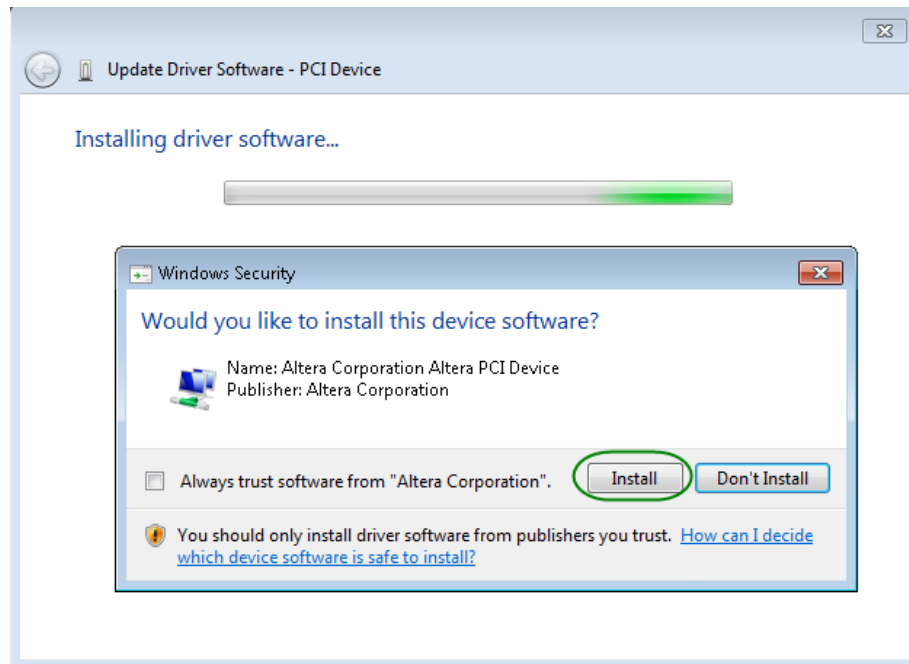 Update Driver Software - PCI Device
Installing driver software...
Windows Security
Would you like to install this device software?
Name: Altera Corporation Altera PCI Device
Publisher: Altera Corporation
Always trust software from "Altera Corporation".
Install
Don't Install
You should only install driver software from publishers you trust. How can I decide
which device software is safe to install?